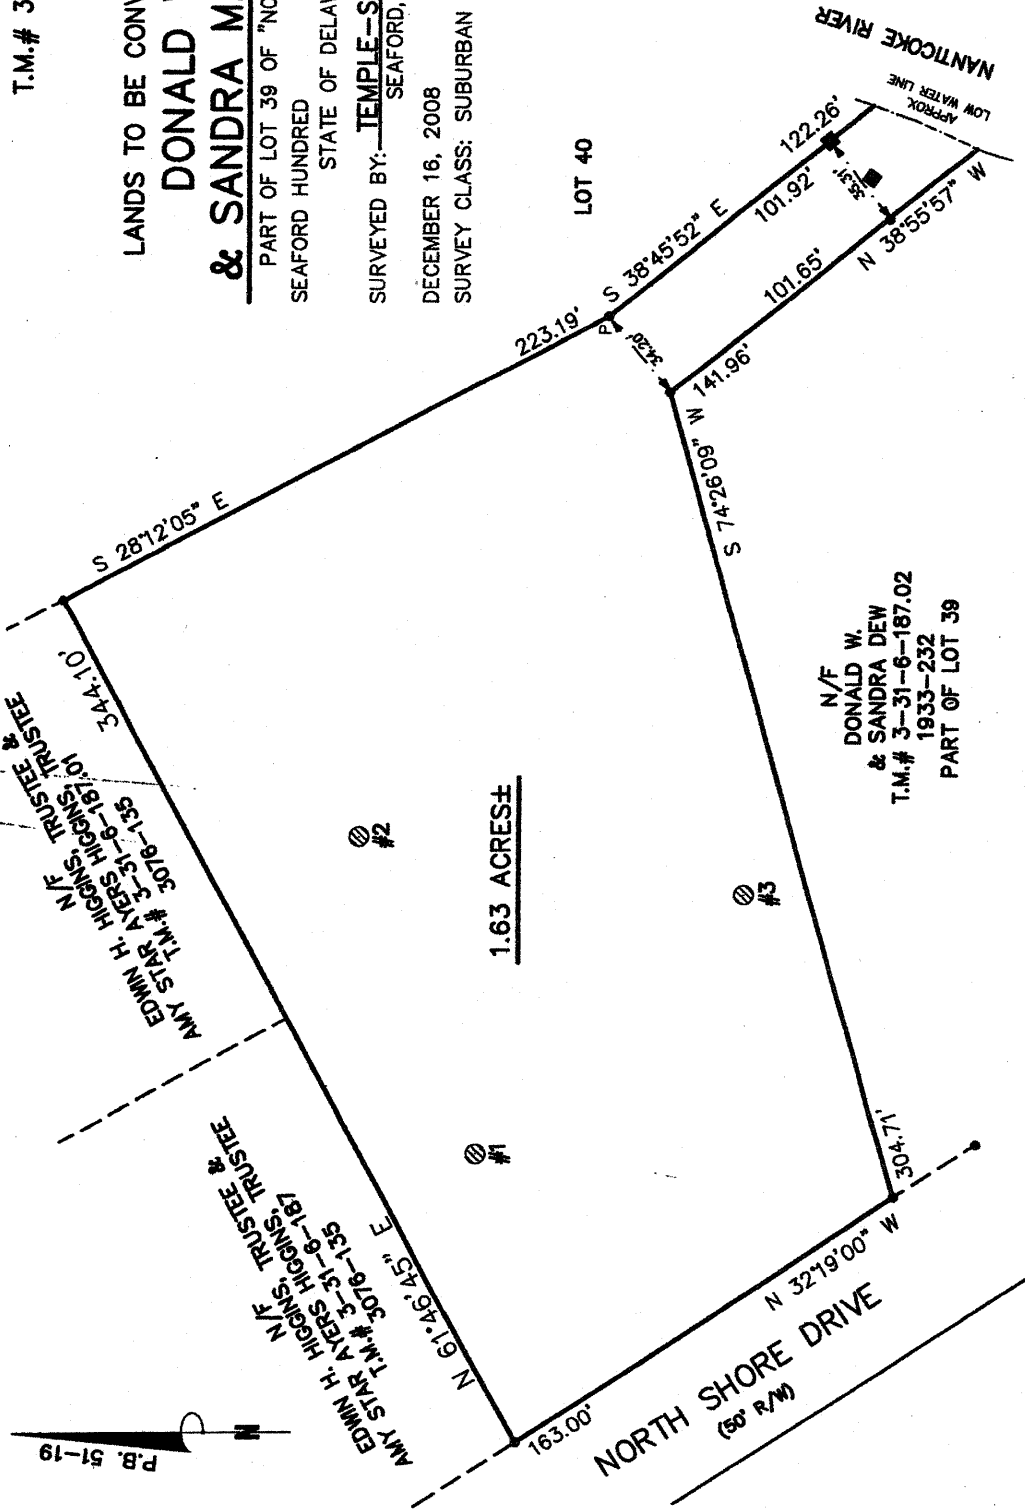 T.M.# 3
LANDS TO BE CONV
DONALD
& SANDRA M.
PART OF LOT 39 OF "NO
SEAFORD HUNDRED
STATE OF DELAW
SURVEYED BY: TEMPLE-S
SEAFORD,
DECEMBER 16, 2008
SURVEY CLASS: SUBURBAN
LOT 40
NANTICOKE RIVER
APPROX.
LOW WATER LINE
122.26'
101.92'
S 38°45'52" E
35.31'
N 38°55'57" W
101.65'
141.96'
34.20'
P
223.19'
S 28°12'05" E
S 74°26'09" W
304.71'
344.10'
N/F
EDWIN H. HIGGINS, TRUSTEE &
AMY STAR AYERS HIGGINS, TRUSTEE
T.M.# 3-31-6-187.01
3076-135
#2
1.63 ACRES±
#3
#1
N/F
DONALD W.
& SANDRA DEW
T.M.# 3-31-6-187.02
1933-232
PART OF LOT 39
N/F
EDWIN H. HIGGINS, TRUSTEE &
AMY STAR AYERS HIGGINS, TRUSTEE
T.M.# 3-31-6-187
3076-135
N 61°46'45" E
N 32°19'00" W
163.00'
NORTH SHORE DRIVE
(50' R/W)
N
P.B. 51-19